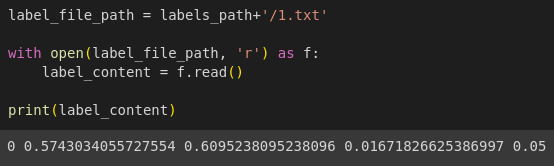 label_file_path = labels_path+'/1.txt'
with open(label_file_path, 'r') as f:
    label_content = f.read()
print(label_content)
0 0.5743034055727554 0.6095238095238096 0.01671826625386997 0.05